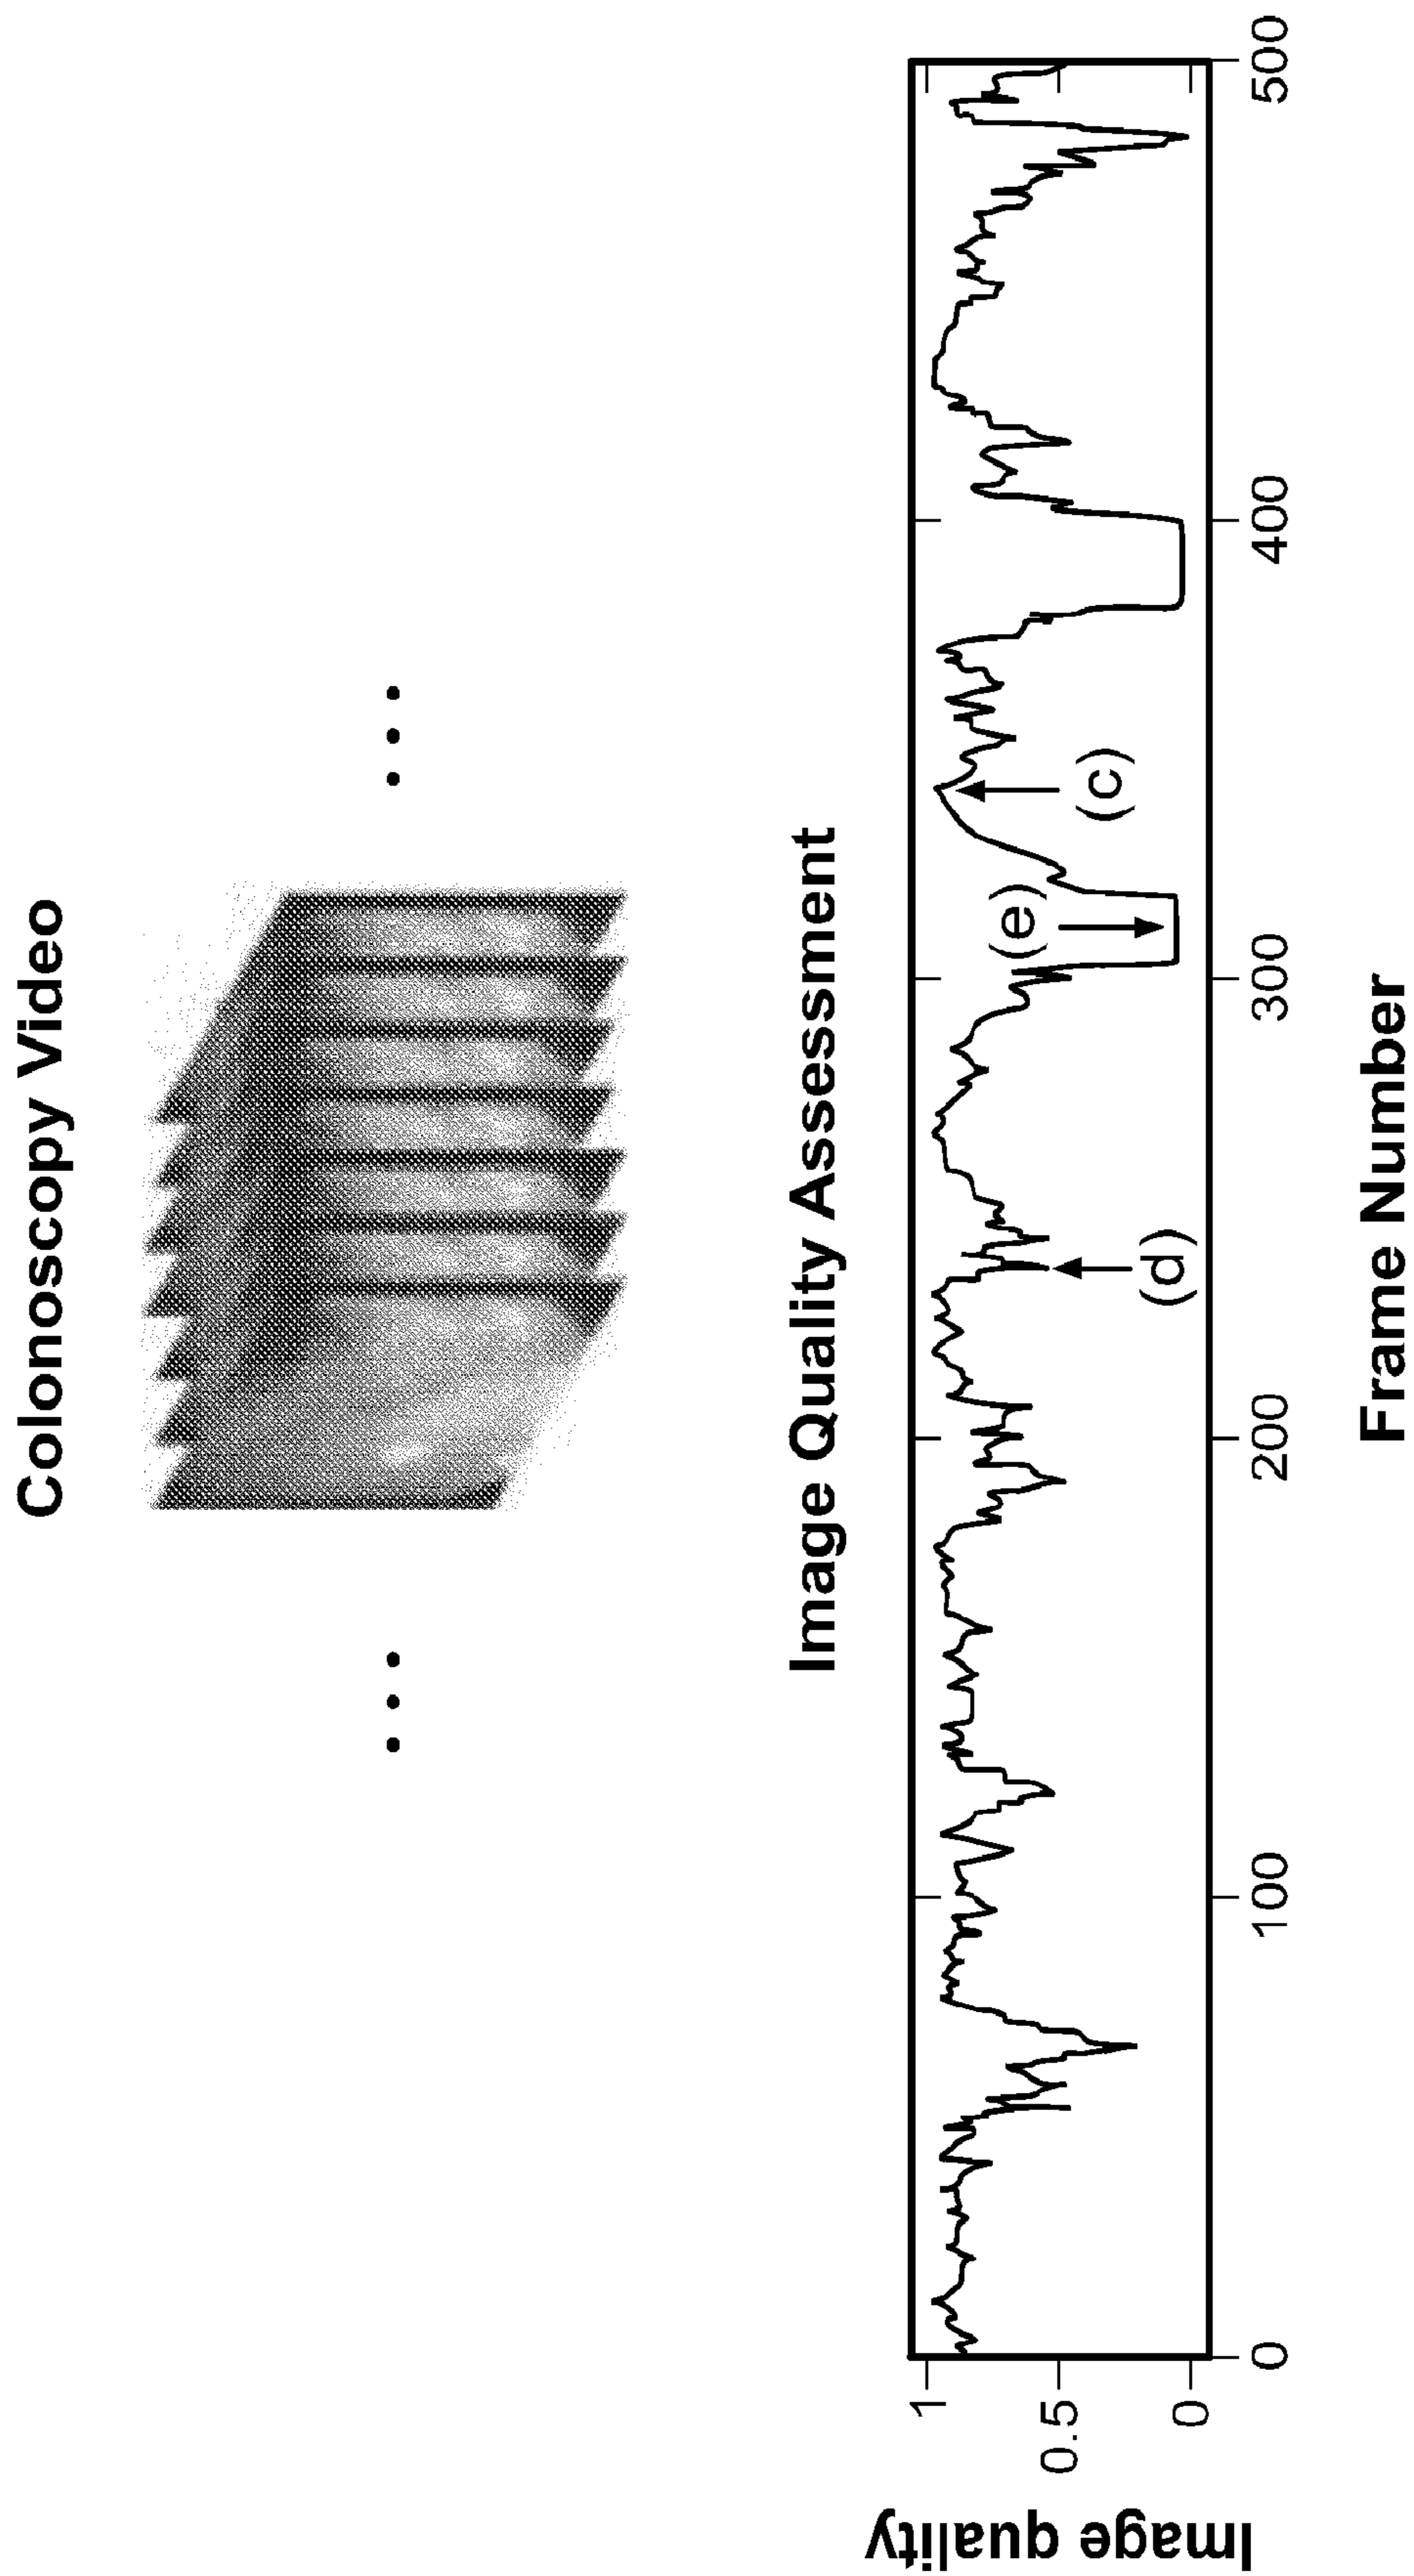 Colonoscopy Video
... ...
Image Quality Assessment
Image quality
1
0.5
0
(c)
(e)
(d)
0 100 200 300 400 500
Frame Number